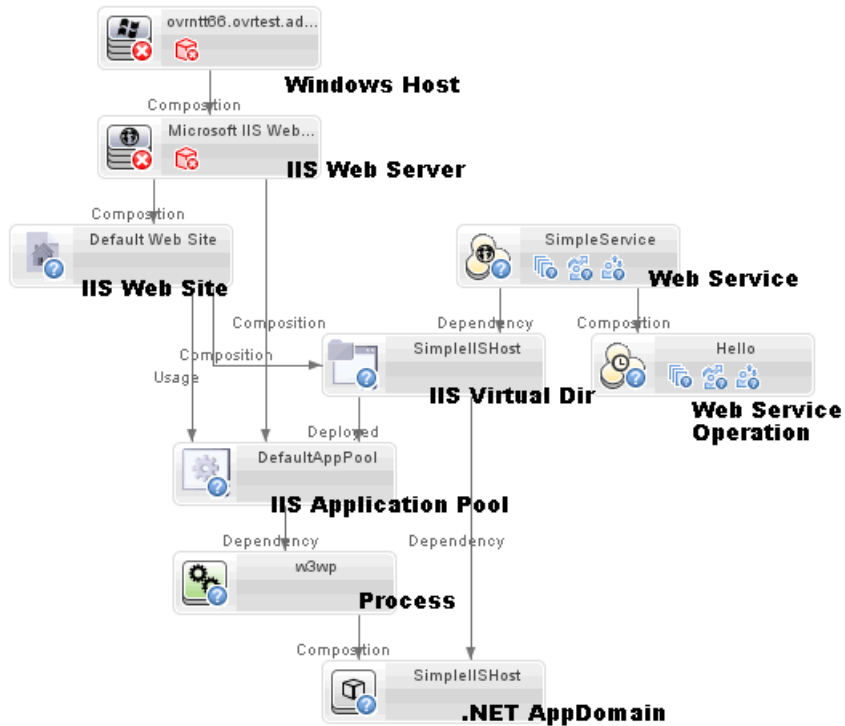 ovrntt66.ovrtest.ad...
Windows Host
Composition
Microsoft IIS Web...
IIS Web Server
Composition
Default Web Site
IIS Web Site
SimpleService
Web Service
Composition
Dependency
Composition
Composition
Usage
SimpleIISHost
IIS Virtual Dir
Hello
Web Service
Operation
Deployed
DefaultAppPool
IIS Application Pool
Dependency
Dependency
w3wp
Process
Composition
SimpleIISHost
.NET AppDomain